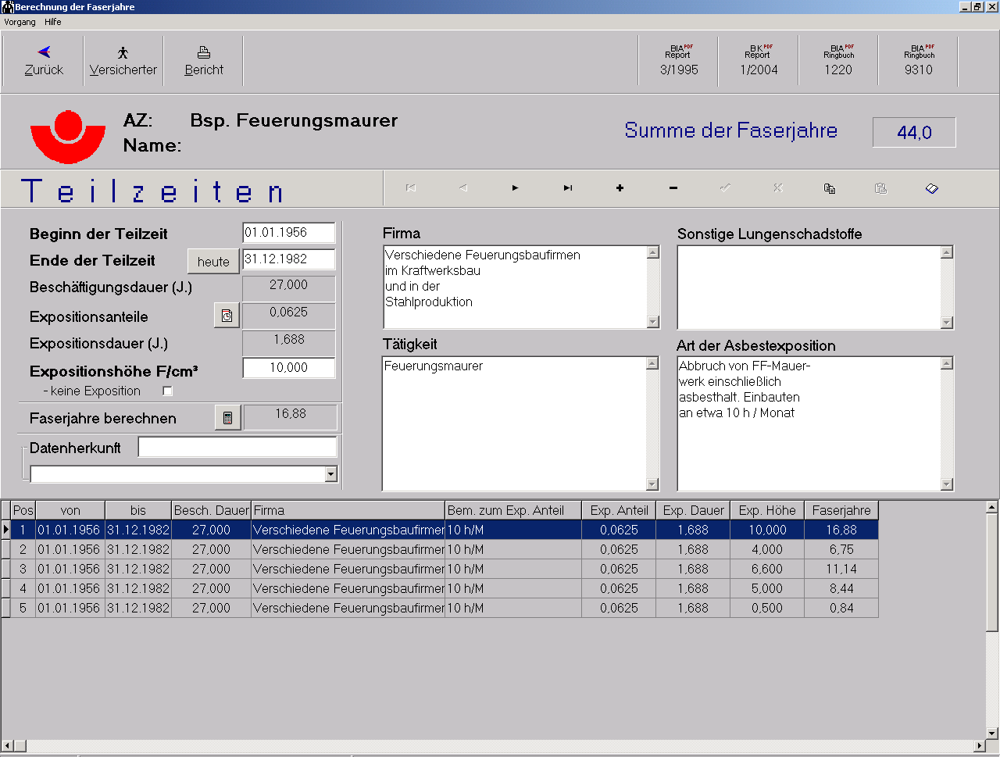 Berechnung der Faserjahre
Vorgang Hilfe
Zurück Versicherter Bericht
BIA PDF Report 3/1995
BK PDF Report 1/2004
BIA PDF Ringbuch 1220
BIA PDF Ringbuch 9310
AZ: Bsp. Feuerungsmaurer
Name:
Summe der Faserjahre 44,0
Teilzeiten
Beginn der Teilzeit 01.01.1956
Ende der Teilzeit heute 31.12.1982
Beschäftigungsdauer (J.) 27,000
Expositionsanteile 0,0625
Expositionsdauer (J.) 1,688
Expositionshöhe F/cm³ 10,000
- keine Exposition
Faserjahre berechnen 16,88
Datenherkunft
Firma
Verschiedene Feuerungsbaufirmen
im Kraftwerksbau
und in der
Stahlproduktion
Sonstige Lungenschadstoffe
Tätigkeit
Feuerungsmaurer
Art der Asbestexposition
Abbruch von FF-Mauer-
werk einschließlich
asbesthalt. Einbauten
an etwa 10 h / Monat
Pos von bis Besch. Dauer Firma Bem. zum Exp. Anteil Exp. Anteil Exp. Dauer Exp. Höhe Faserjahre
1 01.01.1956 31.12.1982 27,000 Verschiedene Feuerungsbaufirmer 10 h/M 0,0625 1,688 10,000 16,88
2 01.01.1956 31.12.1982 27,000 Verschiedene Feuerungsbaufirmer 10 h/M 0,0625 1,688 4,000 6,75
3 01.01.1956 31.12.1982 27,000 Verschiedene Feuerungsbaufirmer 10 h/M 0,0625 1,688 6,600 11,14
4 01.01.1956 31.12.1982 27,000 Verschiedene Feuerungsbaufirmer 10 h/M 0,0625 1,688 5,000 8,44
5 01.01.1956 31.12.1982 27,000 Verschiedene Feuerungsbaufirmer 10 h/M 0,0625 1,688 0,500 0,84